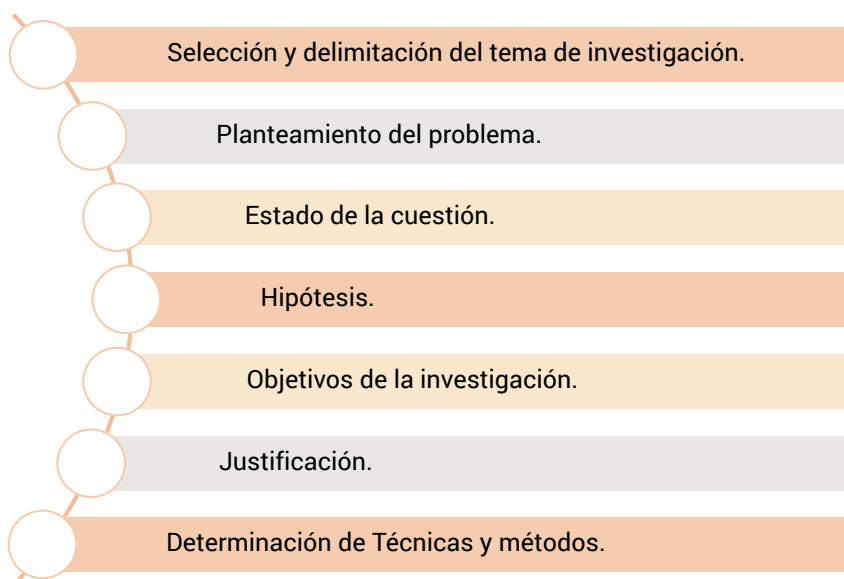 Selección y delimitación del tema de investigación.
Planteamiento del problema.
Estado de la cuestión.
Hipótesis.
Objetivos de la investigación.
Justificación.
Determinación de Técnicas y métodos.